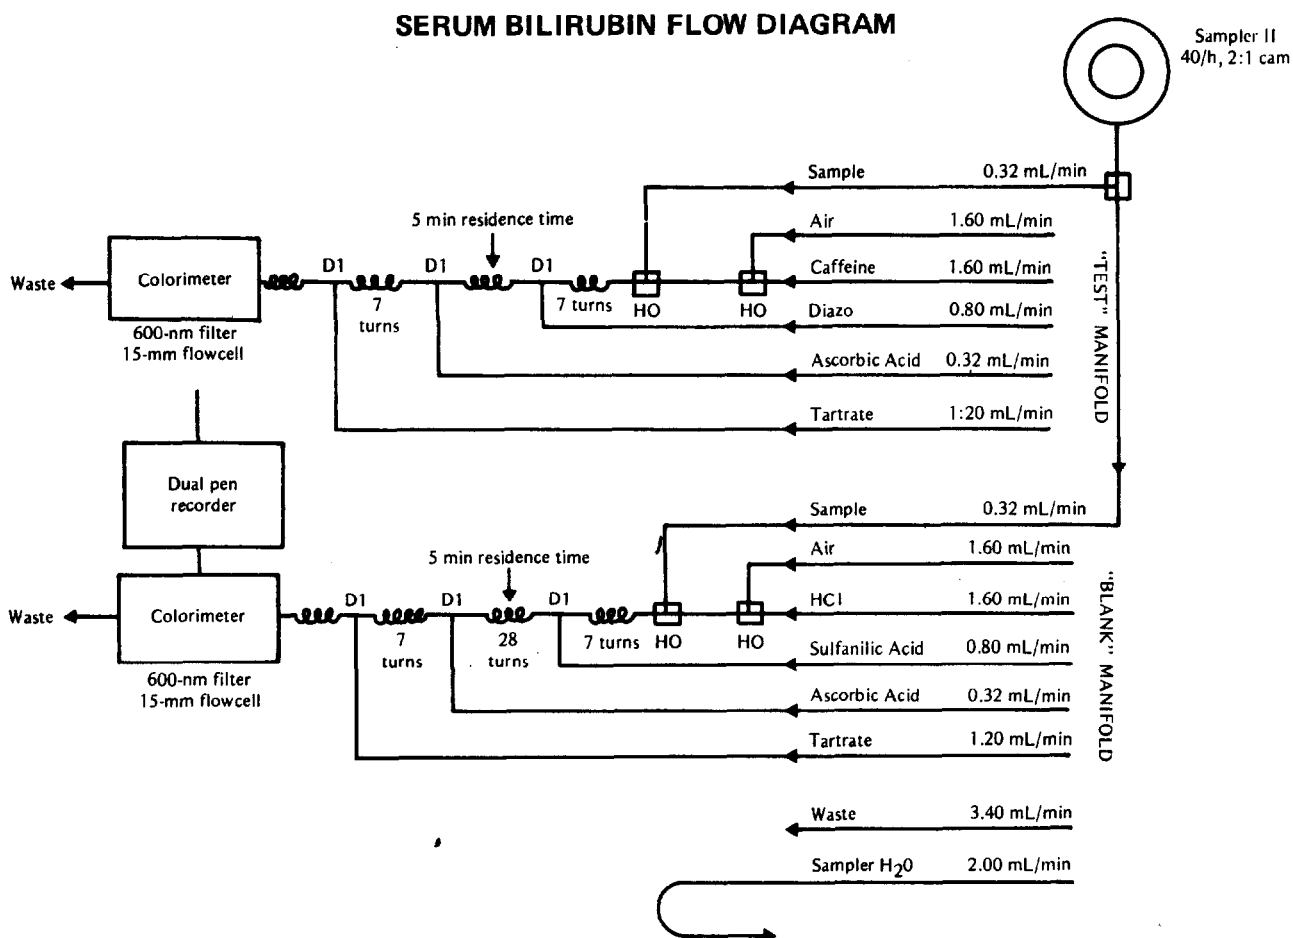 SERUM BILIRUBIN FLOW DIAGRAM
Sampler II
40/h, 2:1 cam
Sample 0.32 mL/min
5 min residence time
Air 1.60 mL/min
Waste
Colorimeter
D1
D1
D1
Caffeine 1.60 mL/min
7
turns
7 turns
HO
HO
Diazo 0.80 mL/min
600-nm filter
15-mm flowcell
Ascorbic Acid 0.32 mL/min
Tartrate 1:20 mL/min
"TEST" MANIFOLD
Dual pen
recorder
Sample 0.32 mL/min
5 min residence time
Air 1.60 mL/min
Waste
Colorimeter
D1
D1
D1
HCl 1.60 mL/min
7
turns
28
turns
7 turns
HO
HO
Sulfanilic Acid 0.80 mL/min
600-nm filter
15-mm flowcell
Ascorbic Acid 0.32 mL/min
Tartrate 1.20 mL/min
"BLANK" MANIFOLD
Waste 3.40 mL/min
Sampler H₂0 2.00 mL/min